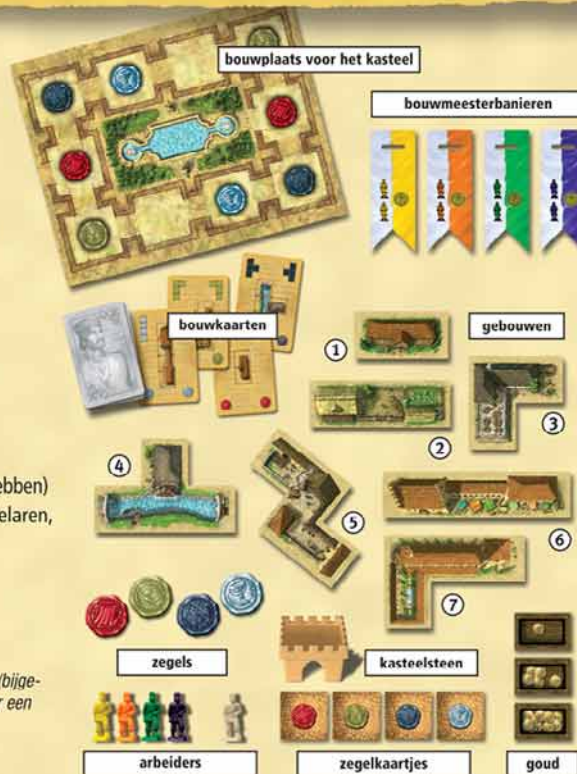 bouwplaats voor het kasteel
bouwmeesterbanieren
bouwkaarten
gebouwen
1
2
3
4
ebben)
elaren,
5
6
7
zegels
kasteelsteen
(bijge-
r een
arbeiders
zegelkaartjes
goud